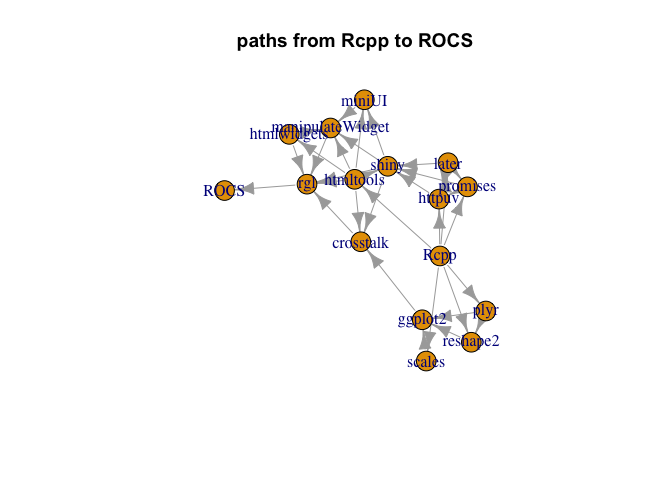 paths from Rcpp to ROCS
miniUI
manipulateWidget
htmlwidgets
shiny
later
rgl
htmltools
promises
ROCS
httpuv
crosstalk
Rcpp
plyr
ggplot2
reshape2
scales